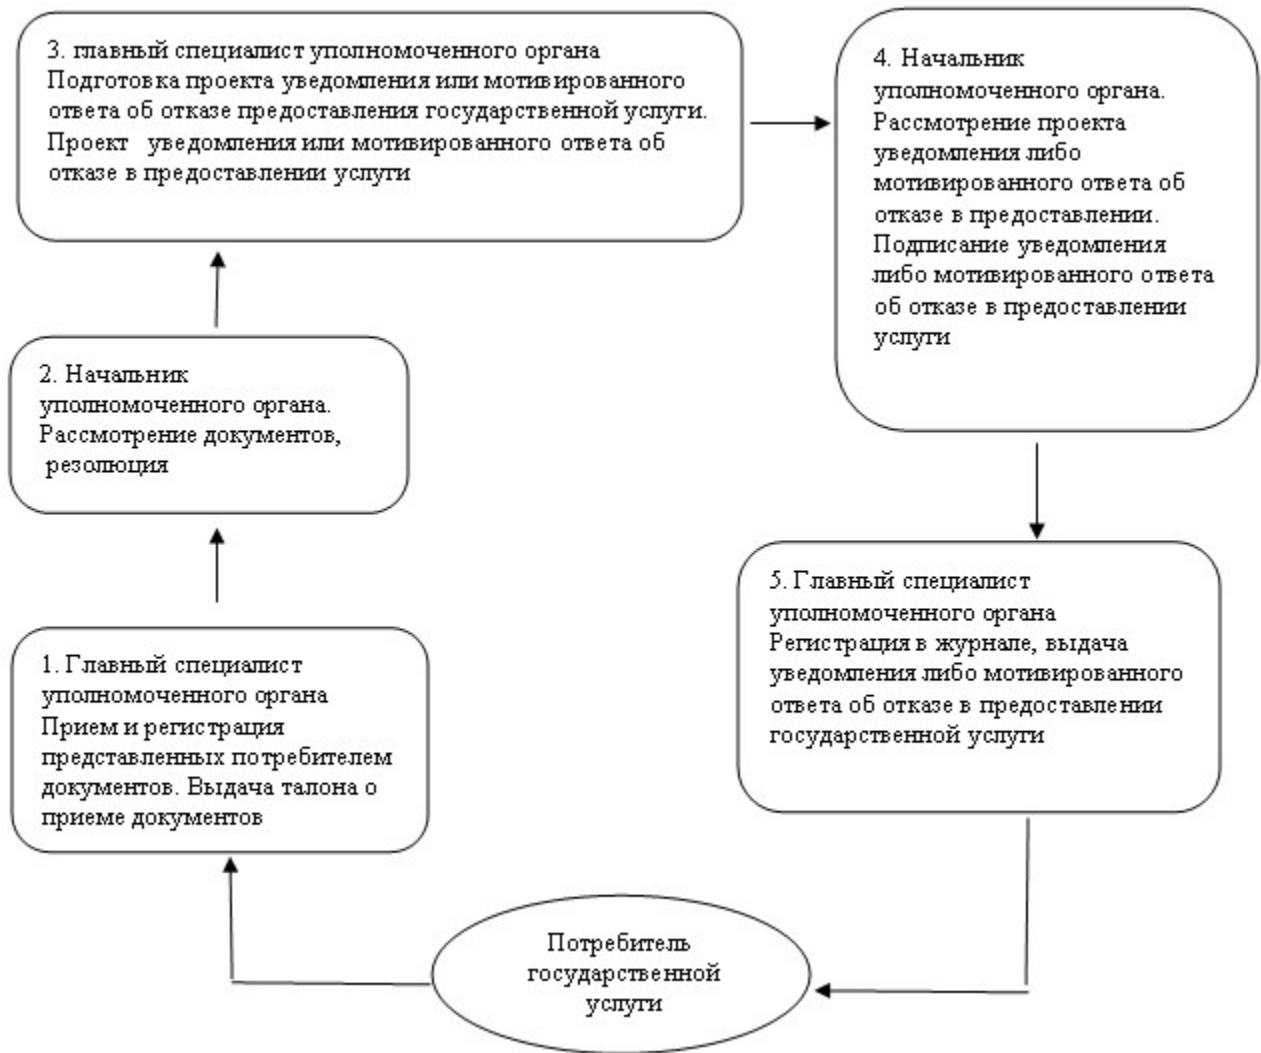 3. главный специалист уполномоченного органа
Подготовка проекта уведомления или мотивированного
ответа об отказе предоставления государственной услуги.
Проект уведомления или мотивированного ответа об
отказе в предоставлении услуги
4. Начальник
уполномоченного органа.
Рассмотрение проекта
уведомления либо
мотивированного ответа об
отказе в предоставлении.
Подписание уведомления
либо мотивированного ответа
об отказе в предоставлении
услуги
2. Начальник
уполномоченного органа.
Рассмотрение документов,
резолюция
5. Главный специалист
уполномоченного органа
Регистрация в журнале, выдача
уведомления либо мотивированного
ответа об отказе в предоставлении
государственной услуги
1. Главный специалист
уполномоченного органа
Прием и регистрация
представленных потребителем
документов. Выдача талона о
приеме документов
Потребитель
государственной
услуги